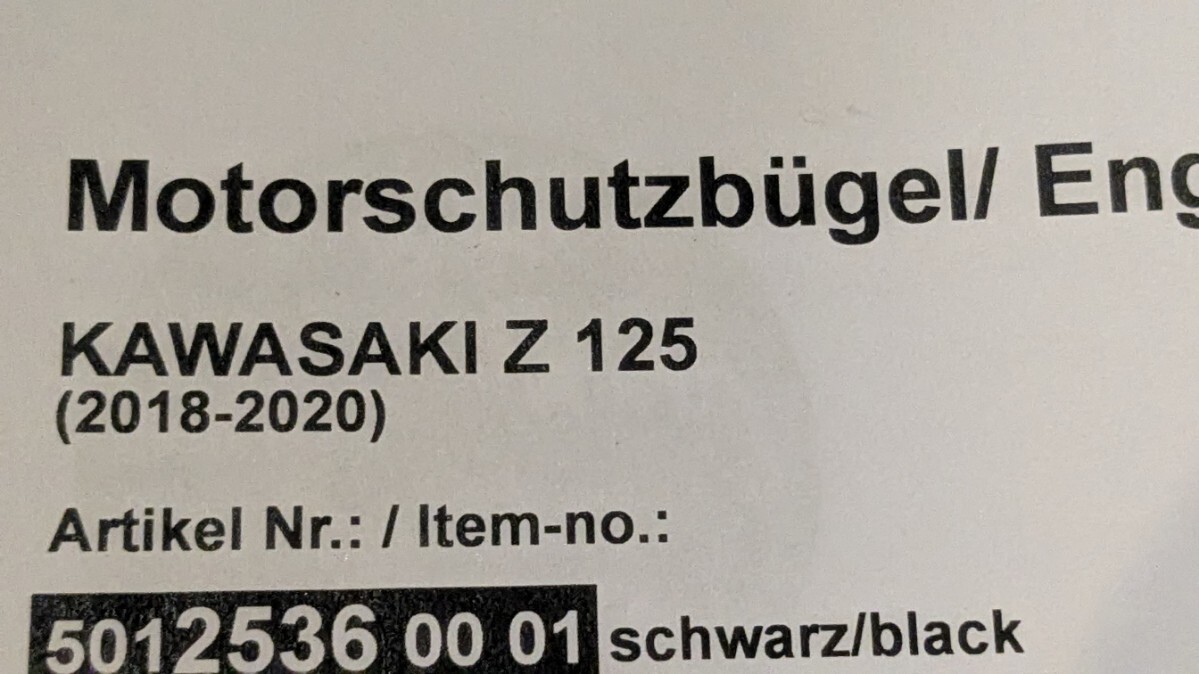 Motorschutzbügel/ Eng
KAWASAKI Z 125
(2018-2020)
Artikel Nr.: / Item-no.:
5012536 00 01 schwarz/black